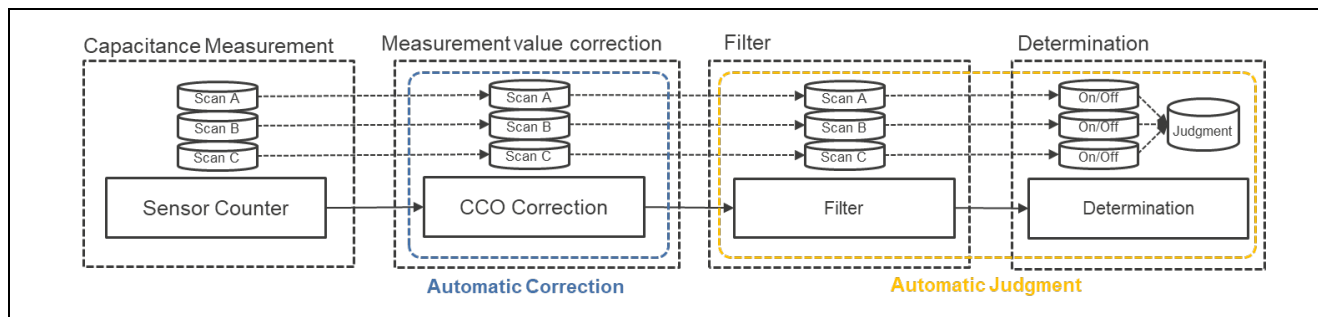 Capacitance Measurement
Measurement value correction
Filter
Determination
Scan A
Scan A
Scan A
On/Off
Scan B
Scan B
Scan B
On/Off
Judgment
Scan C
Scan C
Scan C
On/Off
Sensor Counter
CCO Correction
Filter
Determination
Automatic Correction
Automatic Judgment